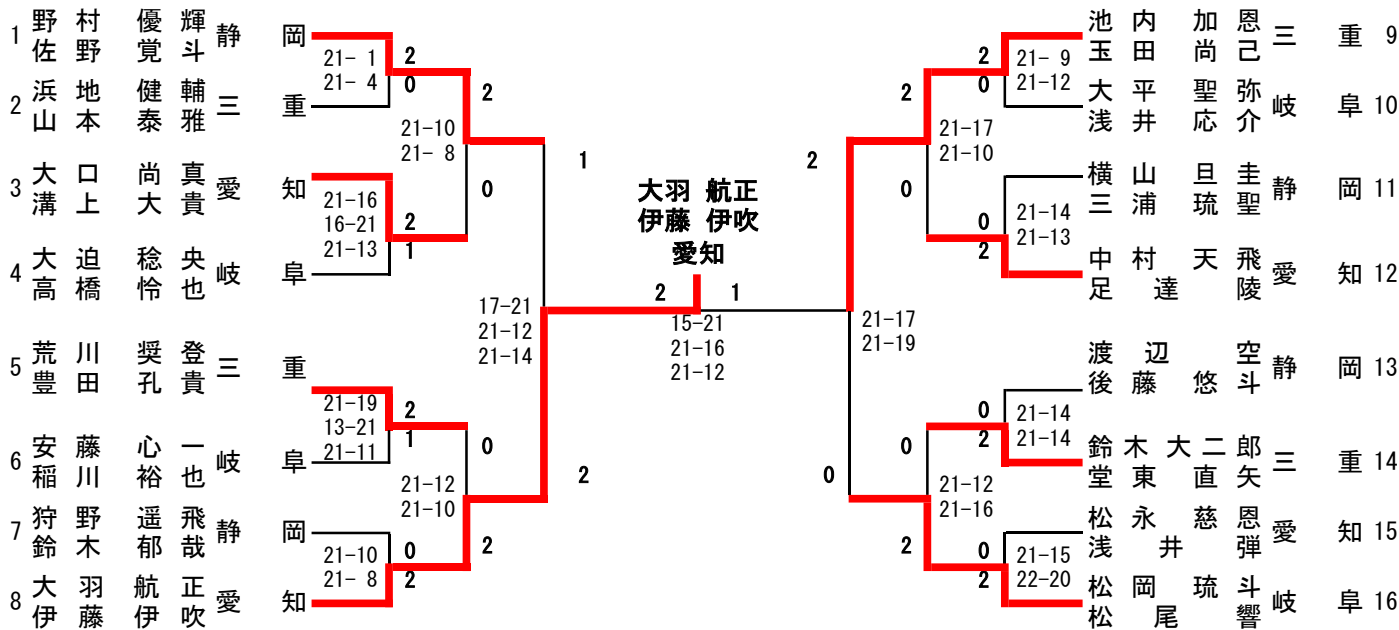 1 野村 優輝 静岡
佐野 覚斗
21- 1 2
21- 4 0
2 浜地 健輔 三重
山本 泰雅
2
21-10
21- 8
0
3 大口 尚真 愛知
溝上 大貴
21-16
16-21 2
21-13 1
4 大迫 稔央 岐阜
高橋 怜也
1
17-21
21-12
21-14
2
5 荒川 奨登 三重
豊田 孔貴
21-19 2
13-21 1
21-11
6 安藤 心一 岐阜
稲川 裕也
0
21-12
21-10
2
7 狩野 遥飛 静岡
鈴木 郁哉
21-10 0
21- 8 2
8 大羽 航正 愛知
伊藤 伊吹
大羽 航正
伊藤 伊吹
愛知
2 1
15-21
21-16
21-12
池内 加恩 三重 9
玉田 尚己
2 21- 9
0 21-12
大平 聖弥 岐阜 10
浅井 応介
2
21-17
21-10
0
横山 旦圭 静岡 11
三浦 琉聖
0 21-14
2 21-13
中村 天飛 愛知 12
足達 陵
2
21-17
21-19
0
渡辺 空 静岡 13
後藤 悠斗
0 21-14
2 21-14
鈴木大二郎 三重 14
堂東 直矢
0
21-12
21-16
2
松永 慈恩 愛知 15
浅井 弾
0 21-15
2 22-20
松岡 琉斗 岐阜 16
松尾 響